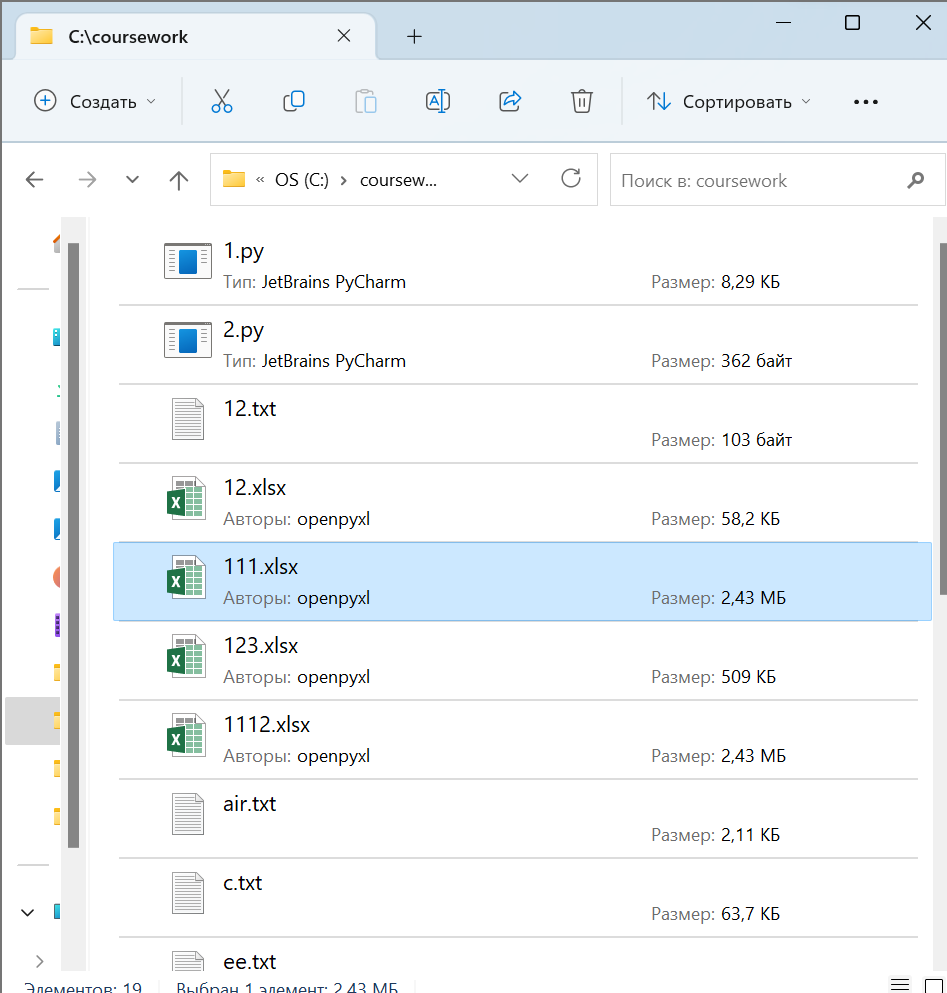 C:\coursework
Создать
Сортировать
« OS (C:) › coursew...
Поиск в: coursework
1.py
Тип: JetBrains PyCharm Размер: 8,29 КБ
2.py
Тип: JetBrains PyCharm Размер: 362 байт
12.txt
Размер: 103 байт
12.xlsx
Авторы: openpyxl Размер: 58,2 КБ
111.xlsx
Авторы: openpyxl Размер: 2,43 МБ
123.xlsx
Авторы: openpyxl Размер: 509 КБ
1112.xlsx
Авторы: openpyxl Размер: 2,43 МБ
air.txt
Размер: 2,11 КБ
c.txt
Размер: 63,7 КБ
ee.txt
Элементов: 19 Выбран 1 элемент: 2,43 МБ